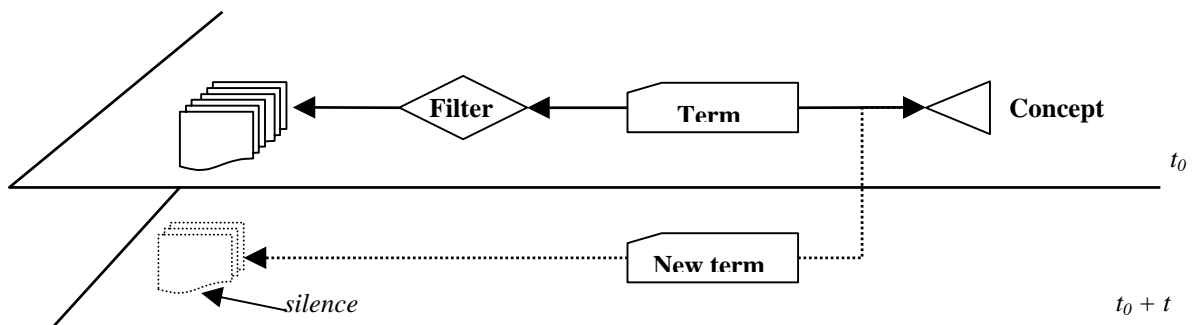 Filter
Term
Concept
t0
New term
silence
t0 + t